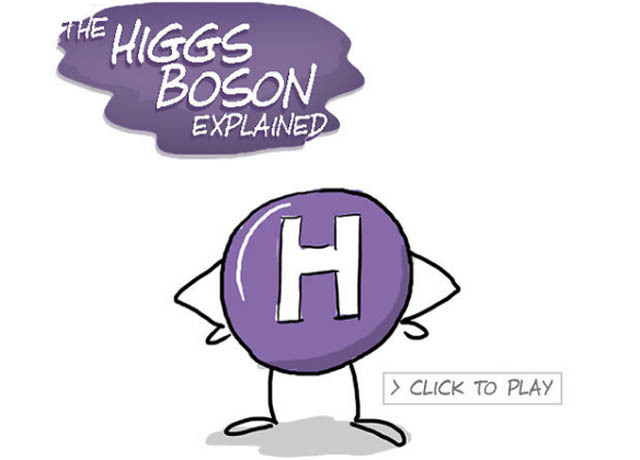 THE
HIGGS
BOSON
EXPLAINED
H
> CLICK TO PLAY